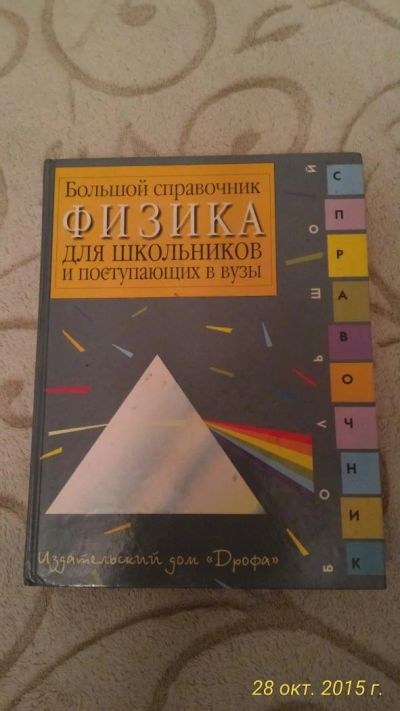 Большой справочник
ФИЗИКА
для школьников
и поступающих в вузы
БОЛЬШОЙ
СПРАВОЧНИК
Издательский дом «Дрофа»
28 окт. 2015 г.